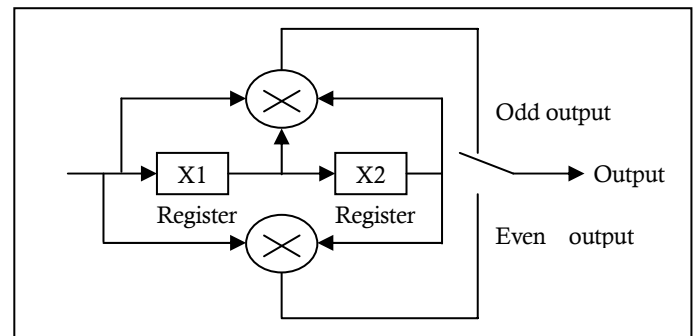 Odd output
X1
X2
Output
Register
Register
Even output